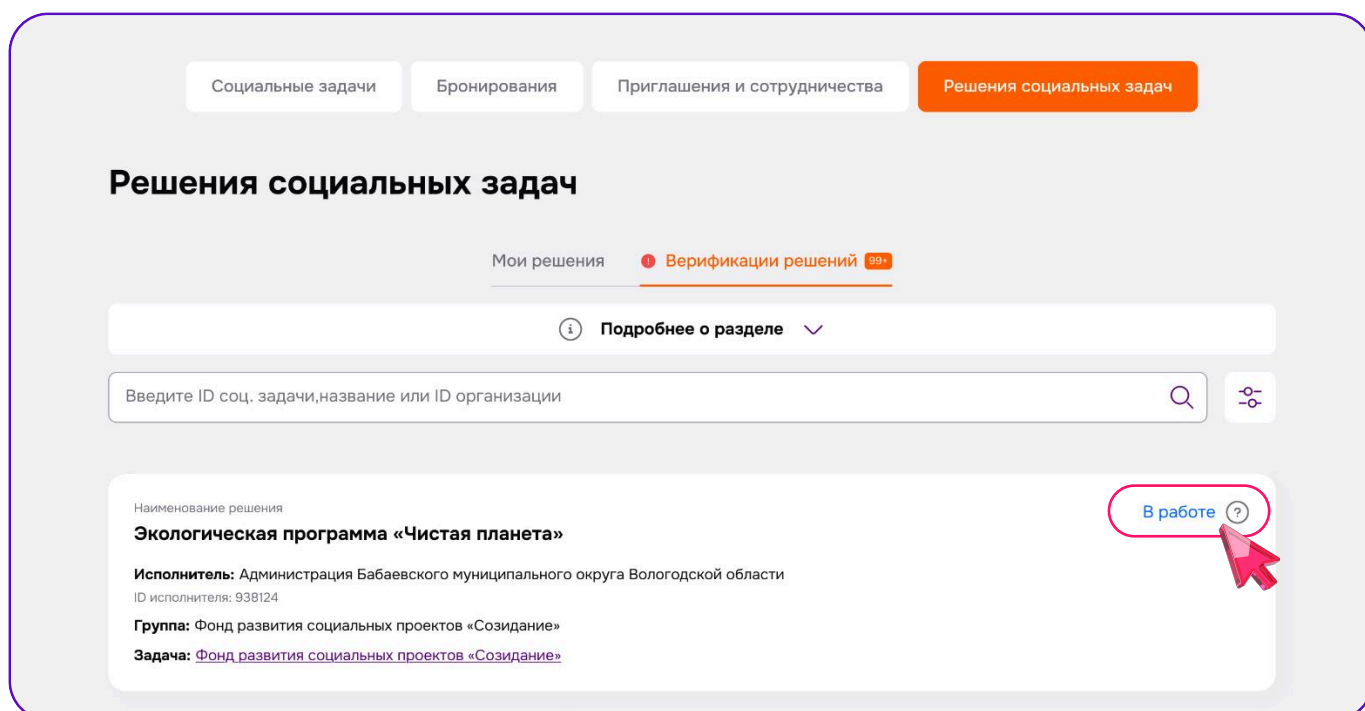 Социальные задачи
Бронирования
Приглашения и сотрудничества
Решения социальных задач
Решения социальных задач
Мои решения
Верификации решений 99+
Подробнее о разделе
Введите ID соц. задачи,название или ID организации
Наименование решения
В работе
Экологическая программа «Чистая планета»
Исполнитель: Администрация Бабаевского муниципального округа Вологодской области
ID исполнителя: 938124
Группа: Фонд развития социальных проектов «Созидание»
Задача: Фонд развития социальных проектов «Созидание»